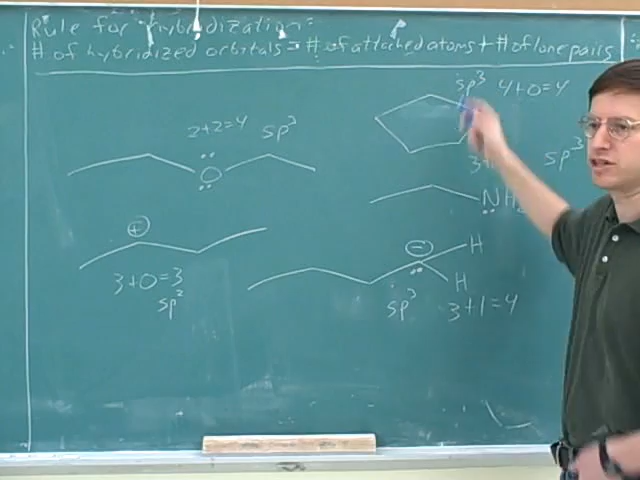 Rule for hybridization:
# of hybridized orbitals = # of attached atoms + # of lone pairs
sp³ 4+0=4
2+2=4 sp³
O
3+ sp³
N H
⊕
3+0=3
sp²
⊖ H
H
sp³ 3+1=4